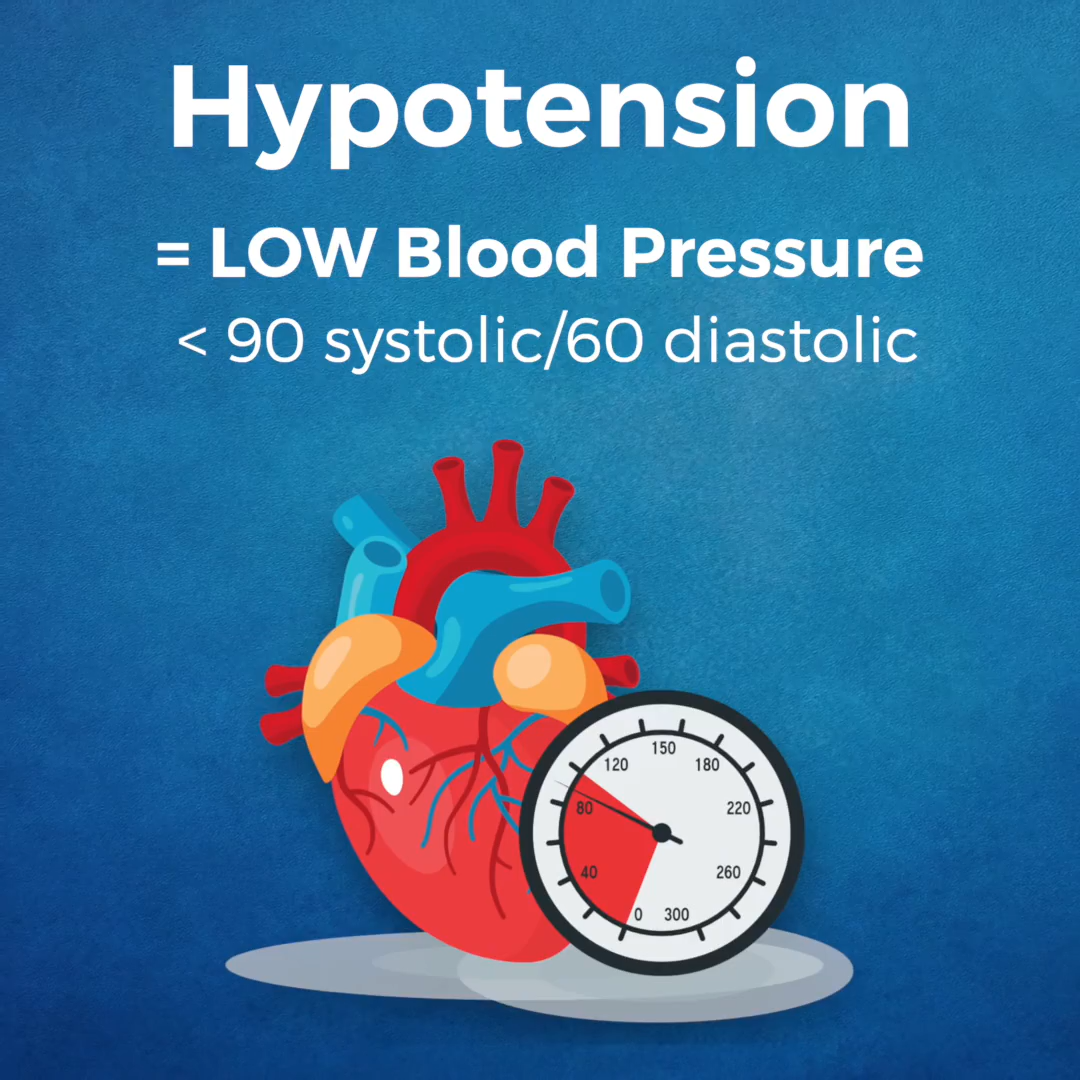 Hypotension
= LOW Blood Pressure
< 90 systolic/60 diastolic
150
120 180
80 220
40 260
0 300